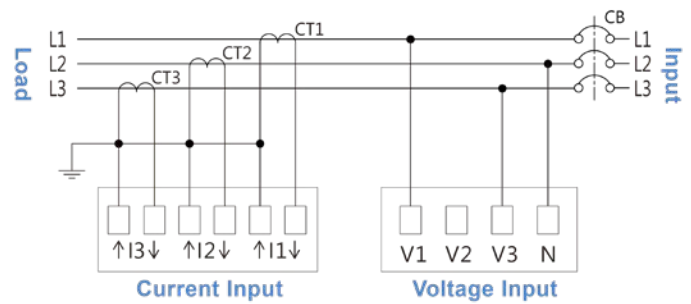 CT1
CB
L1
L1
CT2
L2
L2
CT3
L3
L3
Load
Input
↑I3↓ ↑I2↓ ↑I1↓
V1 V2 V3 N
Current Input
Voltage Input